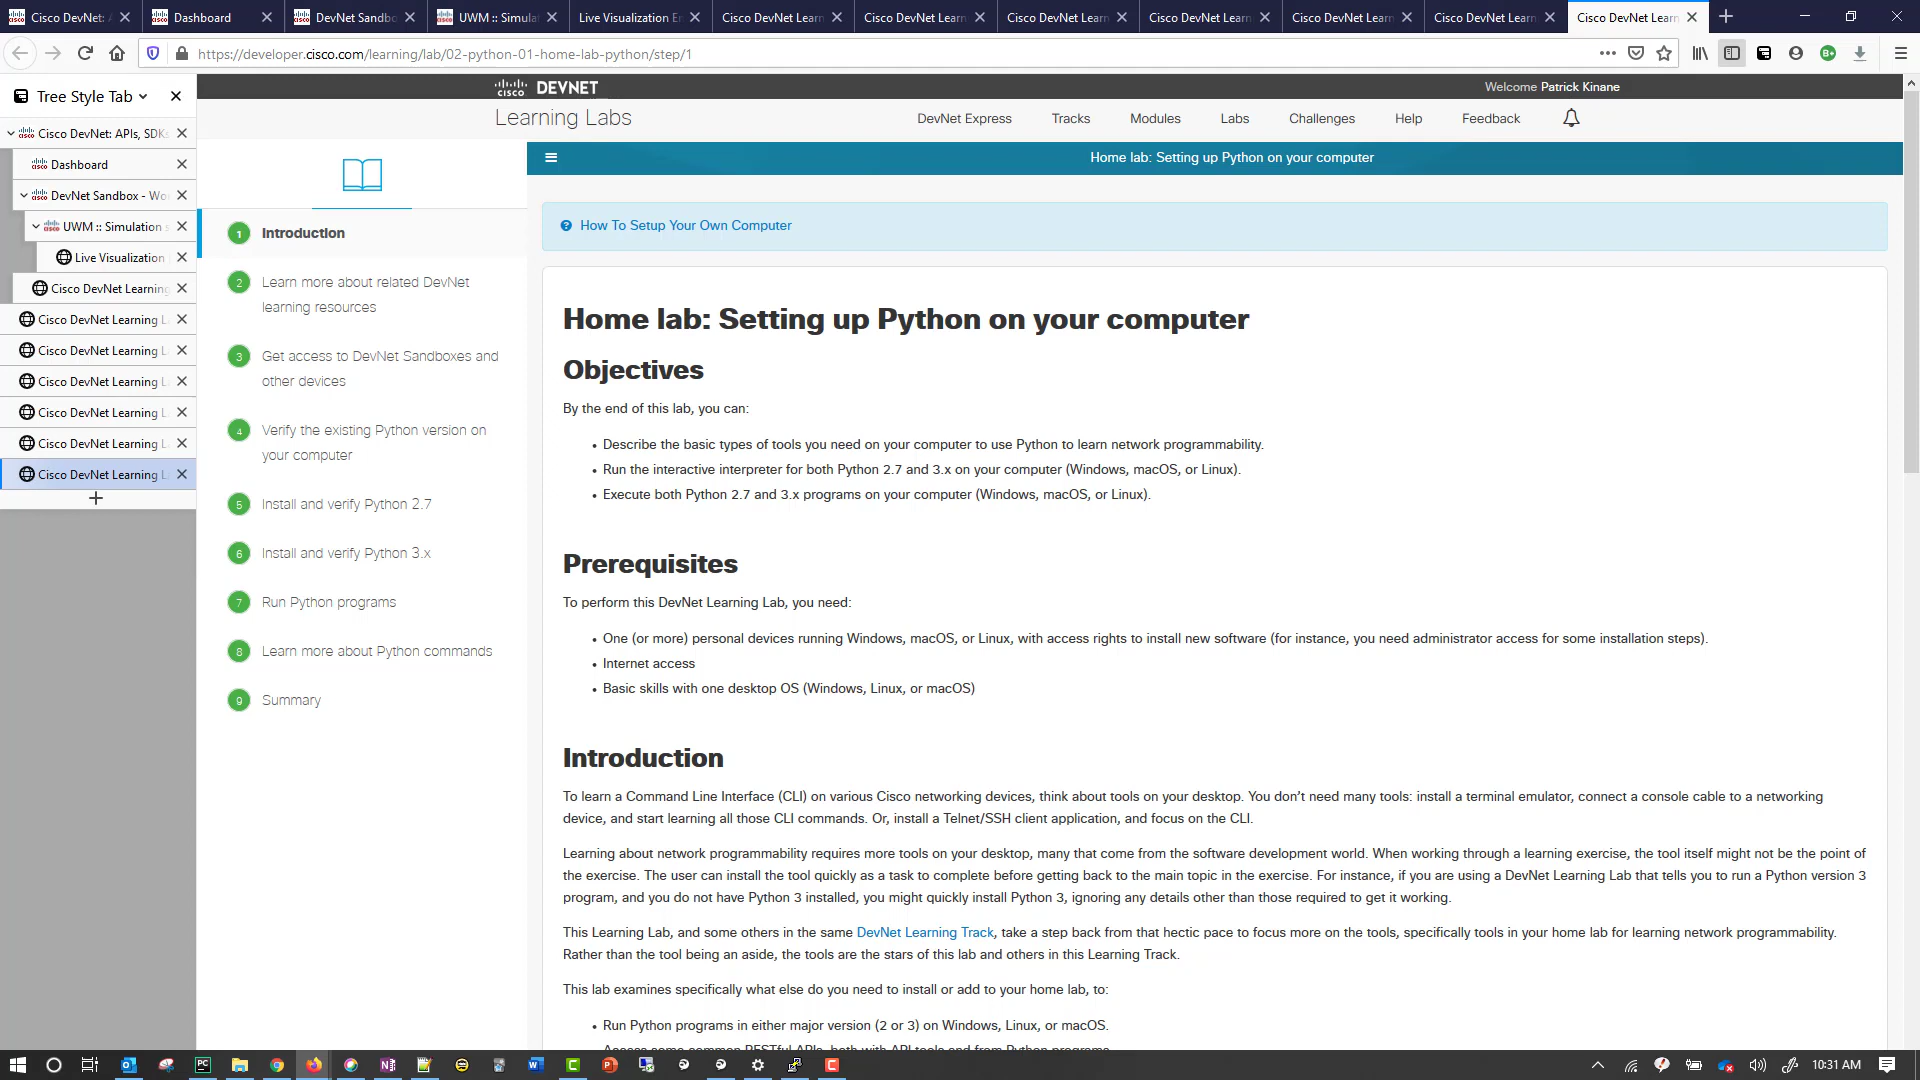 Cisco DevNet: A
Dashboard
DevNet Sandbo
UWM :: Simula
Live Visualization E
Cisco DevNet Learn
Cisco DevNet Learn
Cisco DevNet Learn
Cisco DevNet Learn
Cisco DevNet Learn
Cisco DevNet Learn
Cisco DevNet Learn
https://developer.cisco.com/learning/lab/02-python-01-home-lab-python/step/1
Tree Style Tab
Cisco DevNet: APIs, SDKs
Dashboard
DevNet Sandbox - Wo
UWM :: Simulation s
Live Visualization
Cisco DevNet Learning
Cisco DevNet Learning L
Cisco DevNet Learning L
Cisco DevNet Learning L
Cisco DevNet Learning L
Cisco DevNet Learning L
Cisco DevNet Learning L
CISCO DEVNET
Welcome Patrick Kinane
Learning Labs
DevNet Express Tracks Modules Labs Challenges Help Feedback
Home lab: Setting up Python on your computer
1 Introduction
2 Learn more about related DevNet
learning resources
3 Get access to DevNet Sandboxes and
other devices
4 Verify the existing Python version on
your computer
5 Install and verify Python 2.7
6 Install and verify Python 3.x
7 Run Python programs
8 Learn more about Python commands
9 Summary
How To Setup Your Own Computer
Home lab: Setting up Python on your computer
Objectives
By the end of this lab, you can:
• Describe the basic types of tools you need on your computer to use Python to learn network programmability.
• Run the interactive interpreter for both Python 2.7 and 3.x on your computer (Windows, macOS, or Linux).
• Execute both Python 2.7 and 3.x programs on your computer (Windows, macOS, or Linux).
Prerequisites
To perform this DevNet Learning Lab, you need:
• One (or more) personal devices running Windows, macOS, or Linux, with access rights to install new software (for instance, you need administrator access for some installation steps).
• Internet access
• Basic skills with one desktop OS (Windows, Linux, or macOS)
Introduction
To learn a Command Line Interface (CLI) on various Cisco networking devices, think about tools on your desktop. You don’t need many tools: install a terminal emulator, connect a console cable to a networking
device, and start learning all those CLI commands. Or, install a Telnet/SSH client application, and focus on the CLI.
Learning about network programmability requires more tools on your desktop, many that come from the software development world. When working through a learning exercise, the tool itself might not be the point of
the exercise. The user can install the tool quickly as a task to complete before getting back to the main topic in the exercise. For instance, if you are using a DevNet Learning Lab that tells you to run a Python version 3
program, and you do not have Python 3 installed, you might quickly install Python 3, ignoring any details other than those required to get it working.
This Learning Lab, and some others in the same DevNet Learning Track, take a step back from that hectic pace to focus more on the tools, specifically tools in your home lab for learning network programmability.
Rather than the tool being an aside, the tools are the stars of this lab and others in this Learning Track.
This lab examines specifically what else do you need to install or add to your home lab, to:
• Run Python programs in either major version (2 or 3) on Windows, Linux, or macOS.
• Access some common RESTful APIs, both with API tools and from Python programs.
10:31 AM